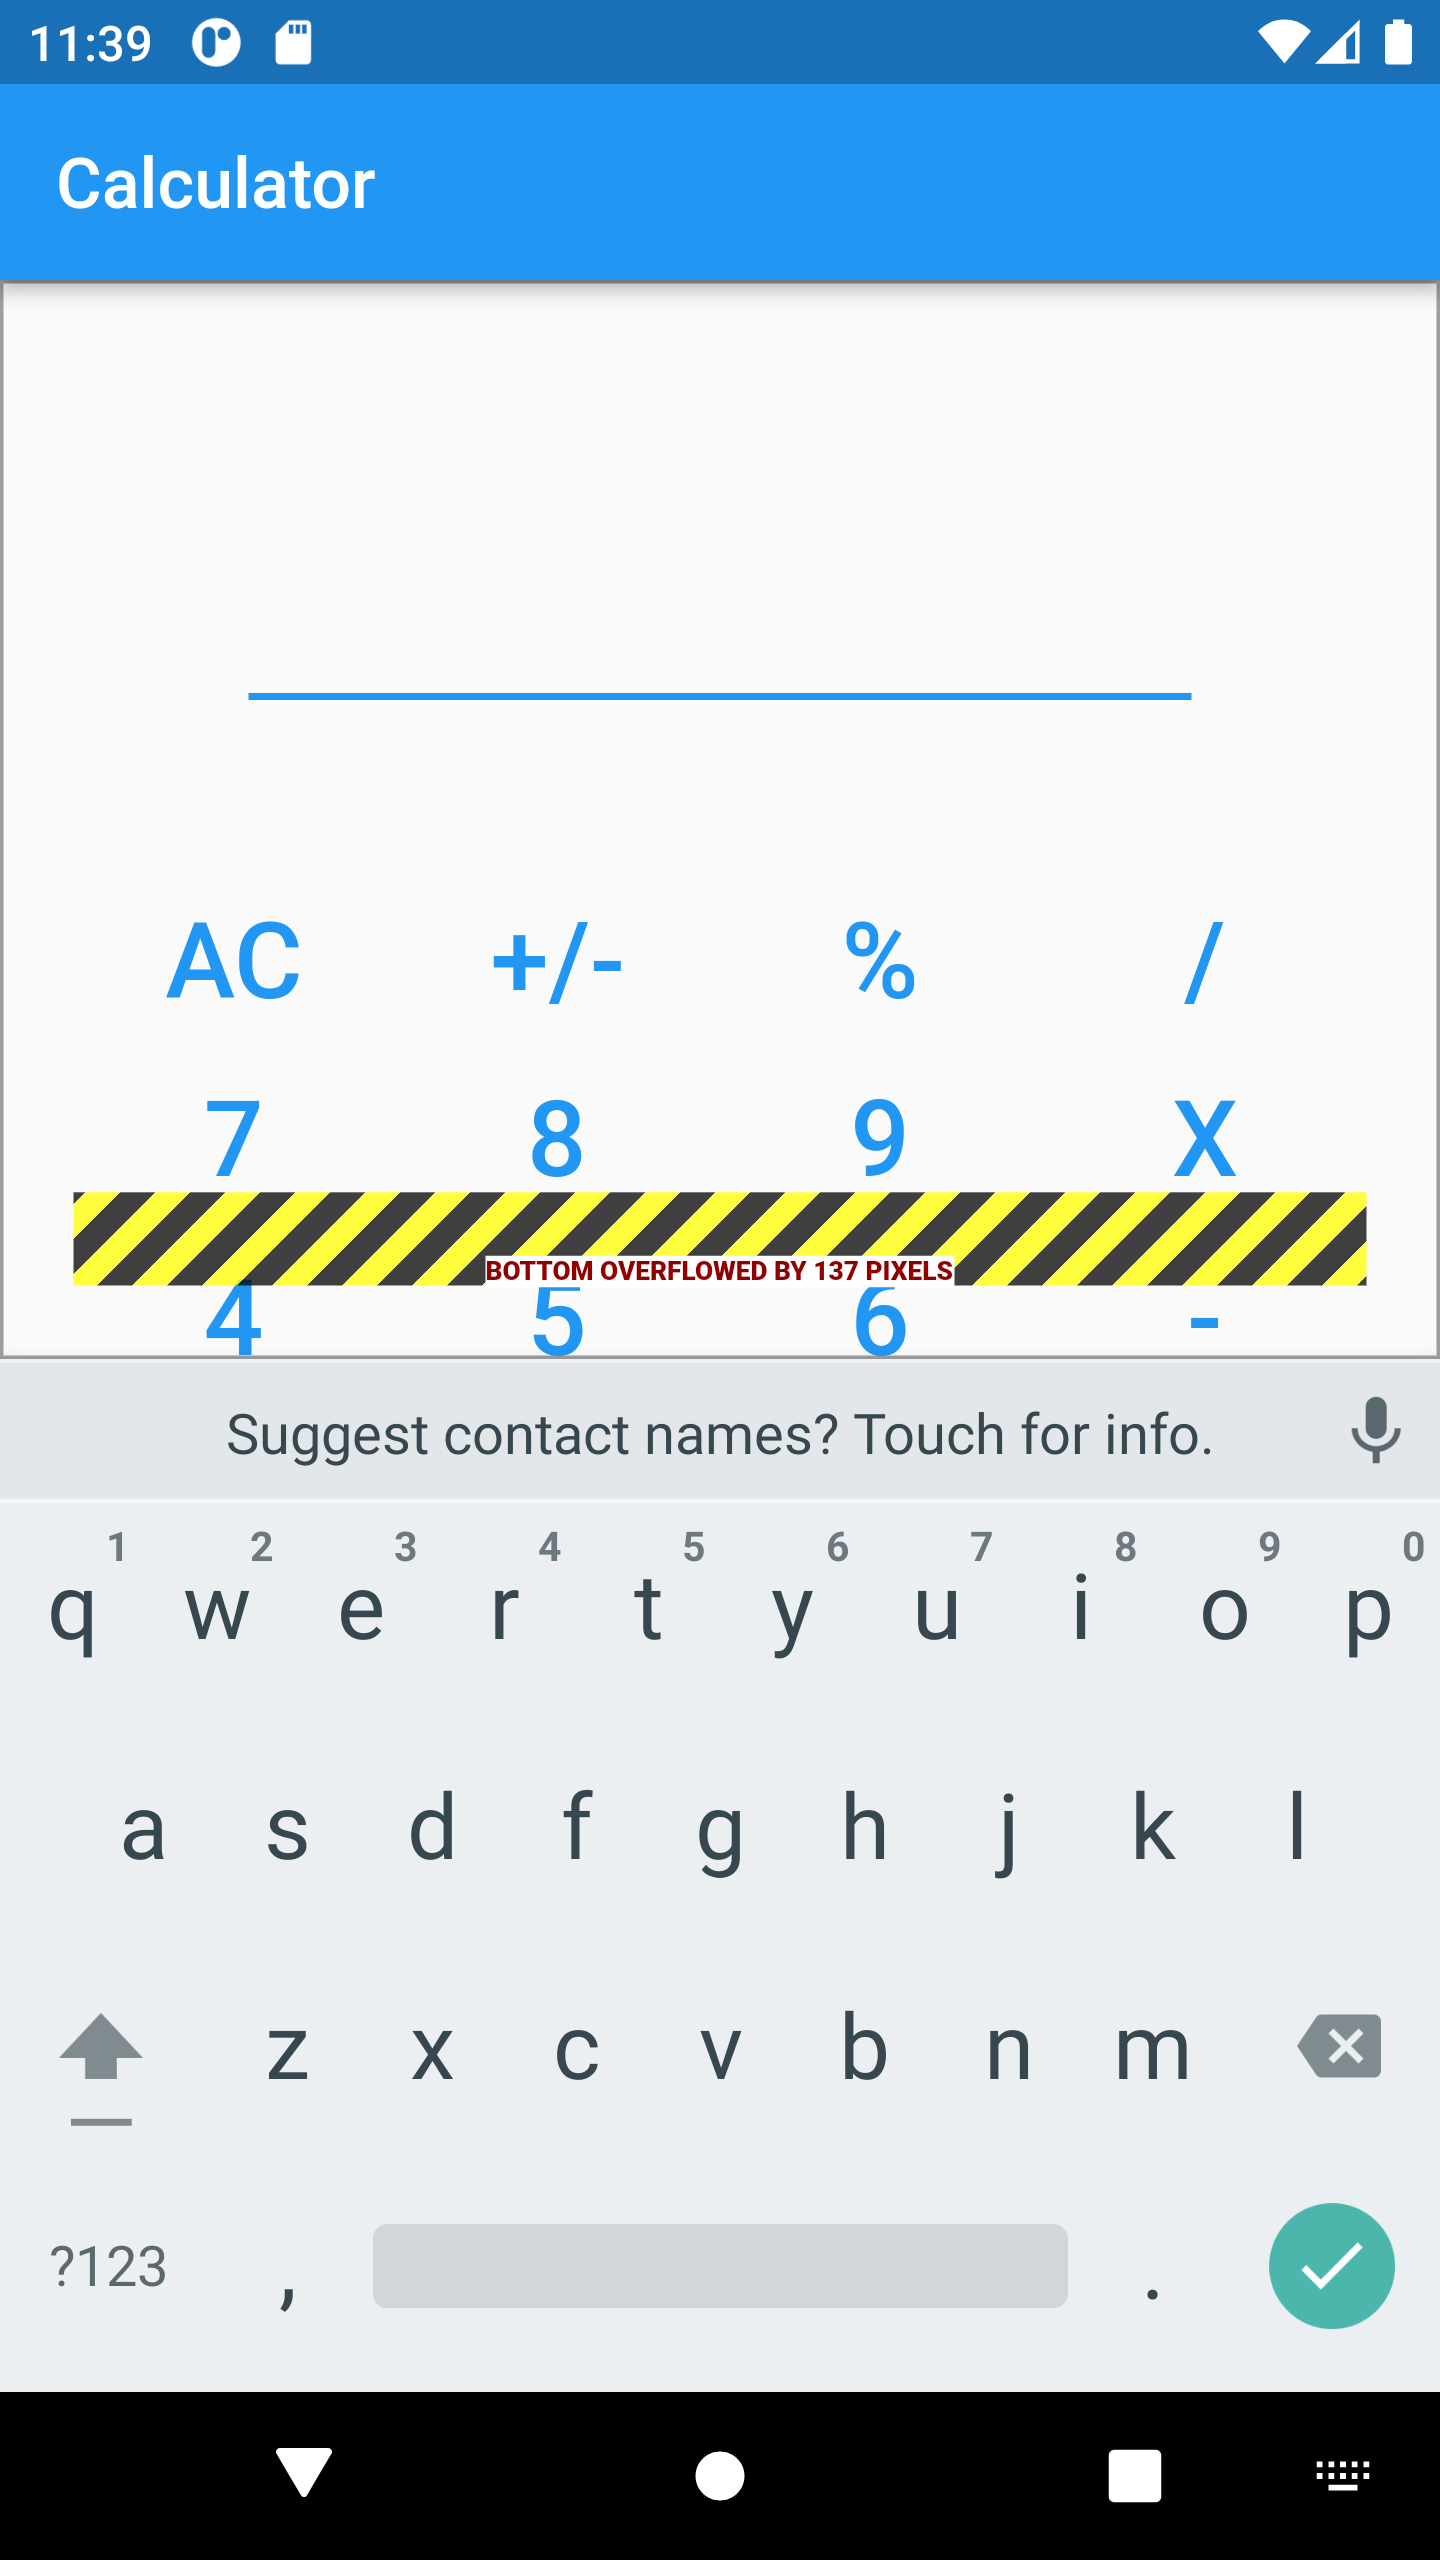 11:39
Calculator
AC +/- % /
7 8 9 X
BOTTOM OVERFLOWED BY 137 PIXELS
4 5 6 -
Suggest contact names? Touch for info.
1 2 3 4 5 6 7 8 9 0
q w e r t y u i o p
a s d f g h j k l
z x c v b n m
?123 , .